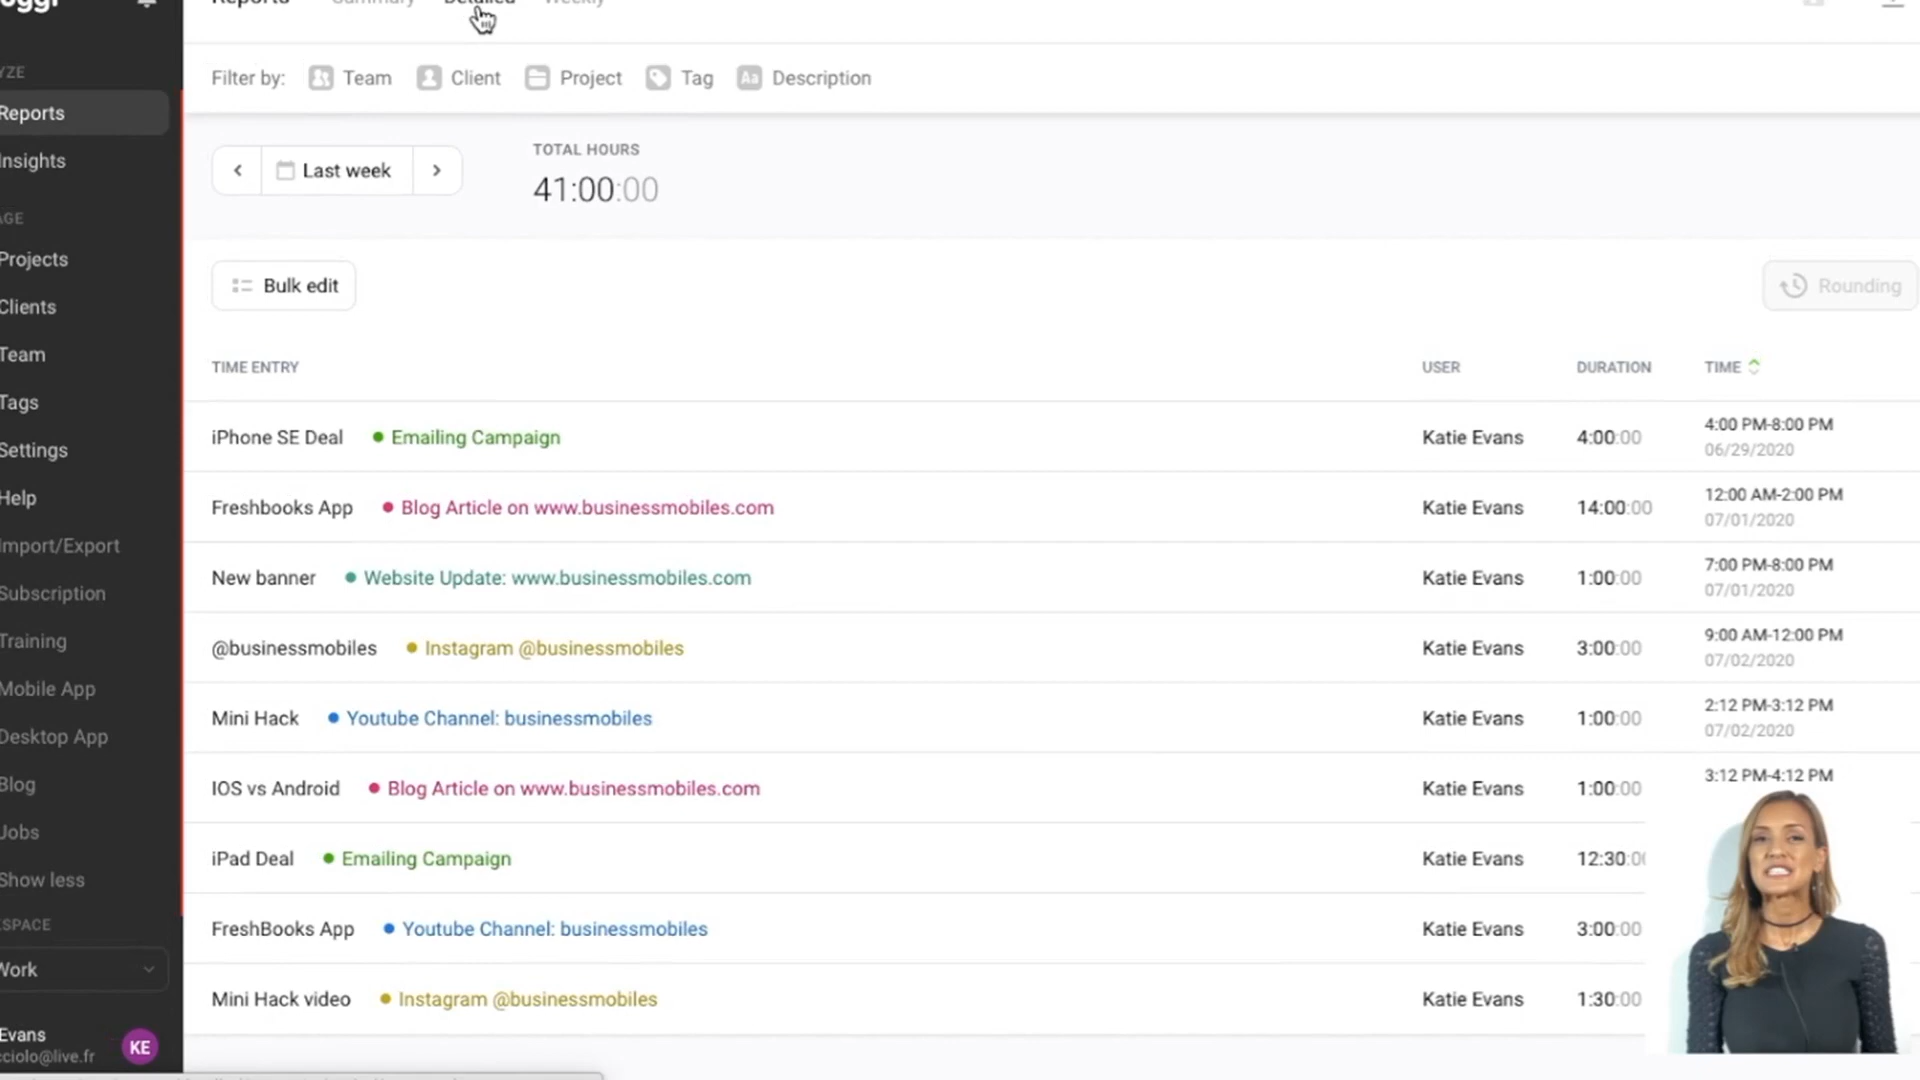 Reports Summary Detailed Weekly
Filter by: Team Client Project Tag Description
Reports
Insights
Last week
TOTAL HOURS
41:00:00
Projects
Clients
Team
Tags
Settings
Help
Import/Export
Subscription
Training
Mobile App
Desktop App
Blog
Jobs
Show less
Work
Evans
cciolo@live.fr
KE
Bulk edit
Rounding
TIME ENTRY USER DURATION TIME
iPhone SE Deal Emailing Campaign Katie Evans 4:00:00 4:00 PM-8:00 PM
06/29/2020
Freshbooks App Blog Article on www.businessmobiles.com Katie Evans 14:00:00 12:00 AM-2:00 PM
07/01/2020
New banner Website Update: www.businessmobiles.com Katie Evans 1:00:00 7:00 PM-8:00 PM
07/01/2020
@businessmobiles Instagram @businessmobiles Katie Evans 3:00:00 9:00 AM-12:00 PM
07/02/2020
Mini Hack Youtube Channel: businessmobiles Katie Evans 1:00:00 2:12 PM-3:12 PM
07/02/2020
IOS vs Android Blog Article on www.businessmobiles.com Katie Evans 1:00:00 3:12 PM-4:12 PM
iPad Deal Emailing Campaign Katie Evans 12:30:00
FreshBooks App Youtube Channel: businessmobiles Katie Evans 3:00:00
Mini Hack video Instagram @businessmobiles Katie Evans 1:30:00